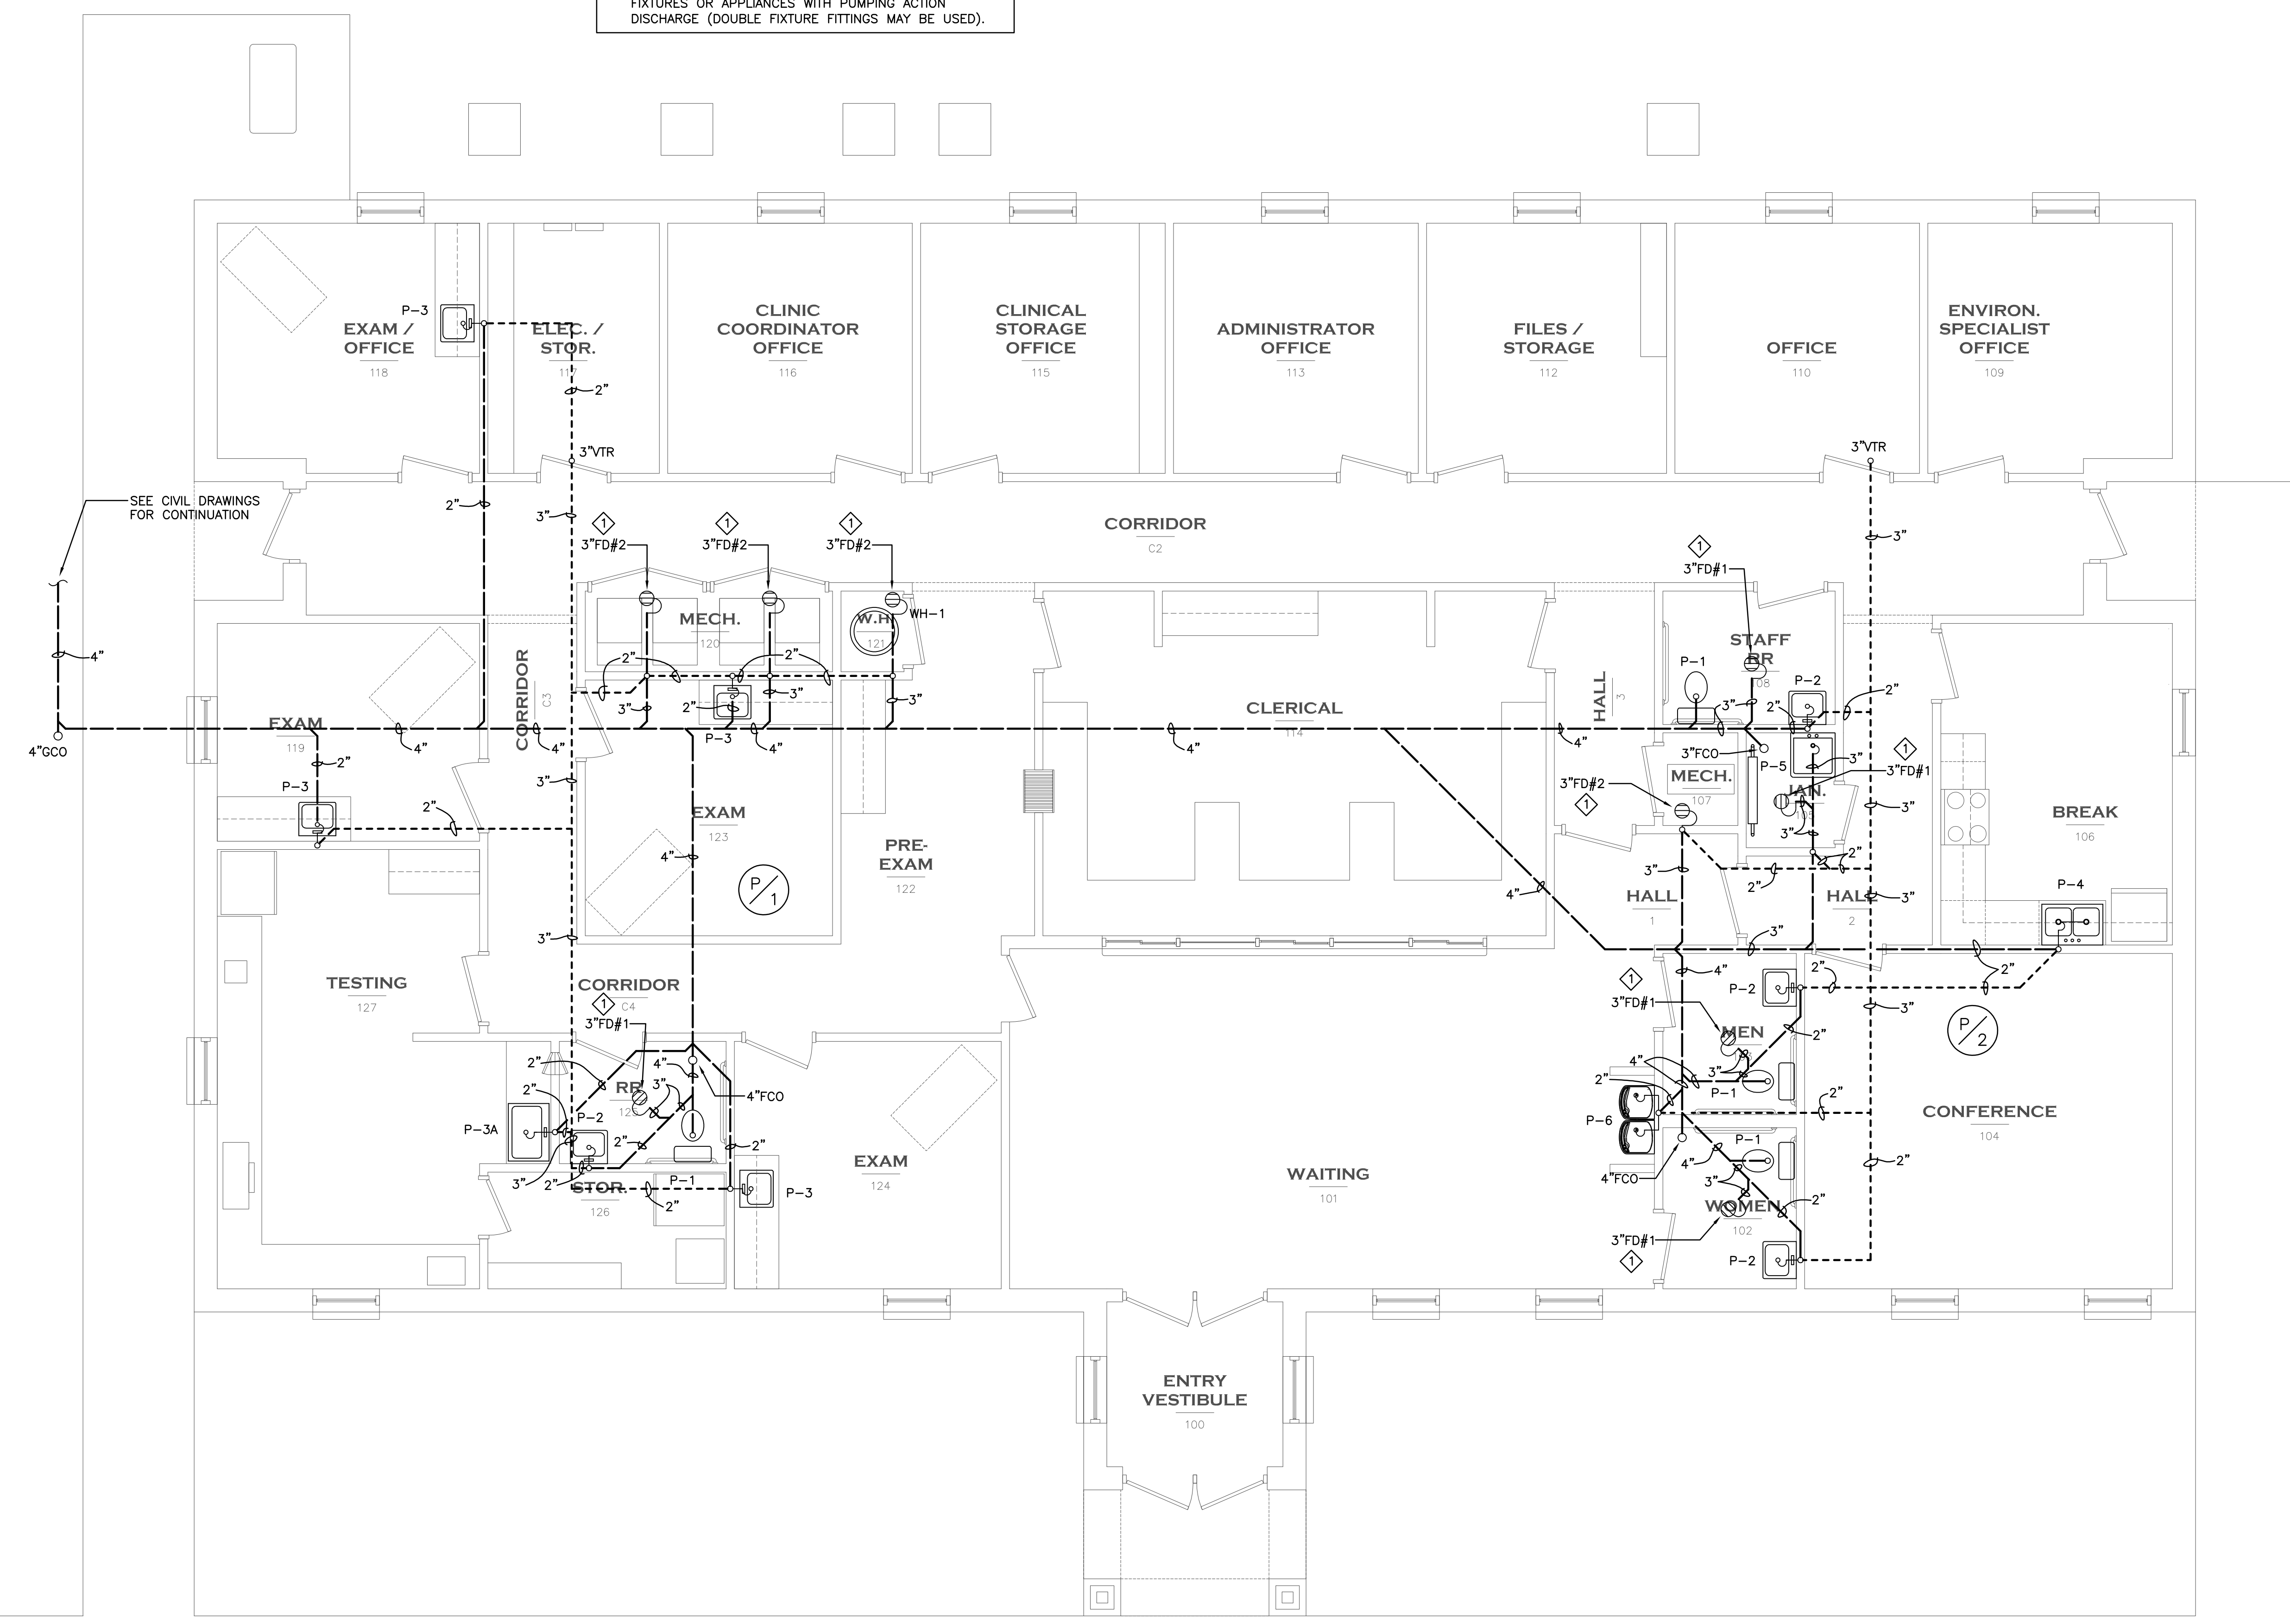 FIXTURES OR APPLIANCES WITH PUMPING ACTION
DISCHARGE (DOUBLE FIXTURE FITTINGS MAY BE USED).
P-3
EXAM /
OFFICE
118
ELEC. /
STOR.
117
2"
CLINIC
COORDINATOR
OFFICE
116
CLINICAL
STORAGE
OFFICE
115
ADMINISTRATOR
OFFICE
113
FILES /
STORAGE
112
OFFICE
110
ENVIRON.
SPECIALIST
OFFICE
109
3"VTR
3"VTR
SEE CIVIL DRAWINGS
FOR CONTINUATION
2"
3"
1
3"FD#2
1
3"FD#2
1
3"FD#2
CORRIDOR
C2
1
3"FD#1
3"
4"
4"GCO
EXAM
119
4"
2"
P-3
2"
CORRIDOR
C3
4"
3"
3"
MECH.
120
2"
2"
3"
2"
3"
P-3
4"
W.H.
121
WH-1
3"
CLERICAL
114
4"
HALL
3
4"
STAFF
RR
108
P-1
P-2
2"
3"
2"
3"FCO
P-5
3"
1
3"FD#1
MECH.
107
3"FD#2
1
JAN.
105
3"
3"
2"
BREAK
106
P-4
EXAM
123
4"
P
1
PRE-
EXAM
122
4"
HALL
1
3"
2"
HALL
2
3"
3"
2"
TESTING
127
CORRIDOR
C4
1
3"FD#1
2"
2"
RR
125
4"
3"
4"FCO
P-3A
P-2
2"
3"
2"
STOR.
126
P-1
2"
2"
P-3
EXAM
124
WAITING
101
1
3"FD#1
4"
P-2
2"
MEN
3"
2"
4"
2"
P-1
P-6
2"
3"
P
2
CONFERENCE
104
P-1
4"
4"FCO
3"
2"
2"
WOMEN
102
3"FD#1
1
P-2
ENTRY
VESTIBULE
100